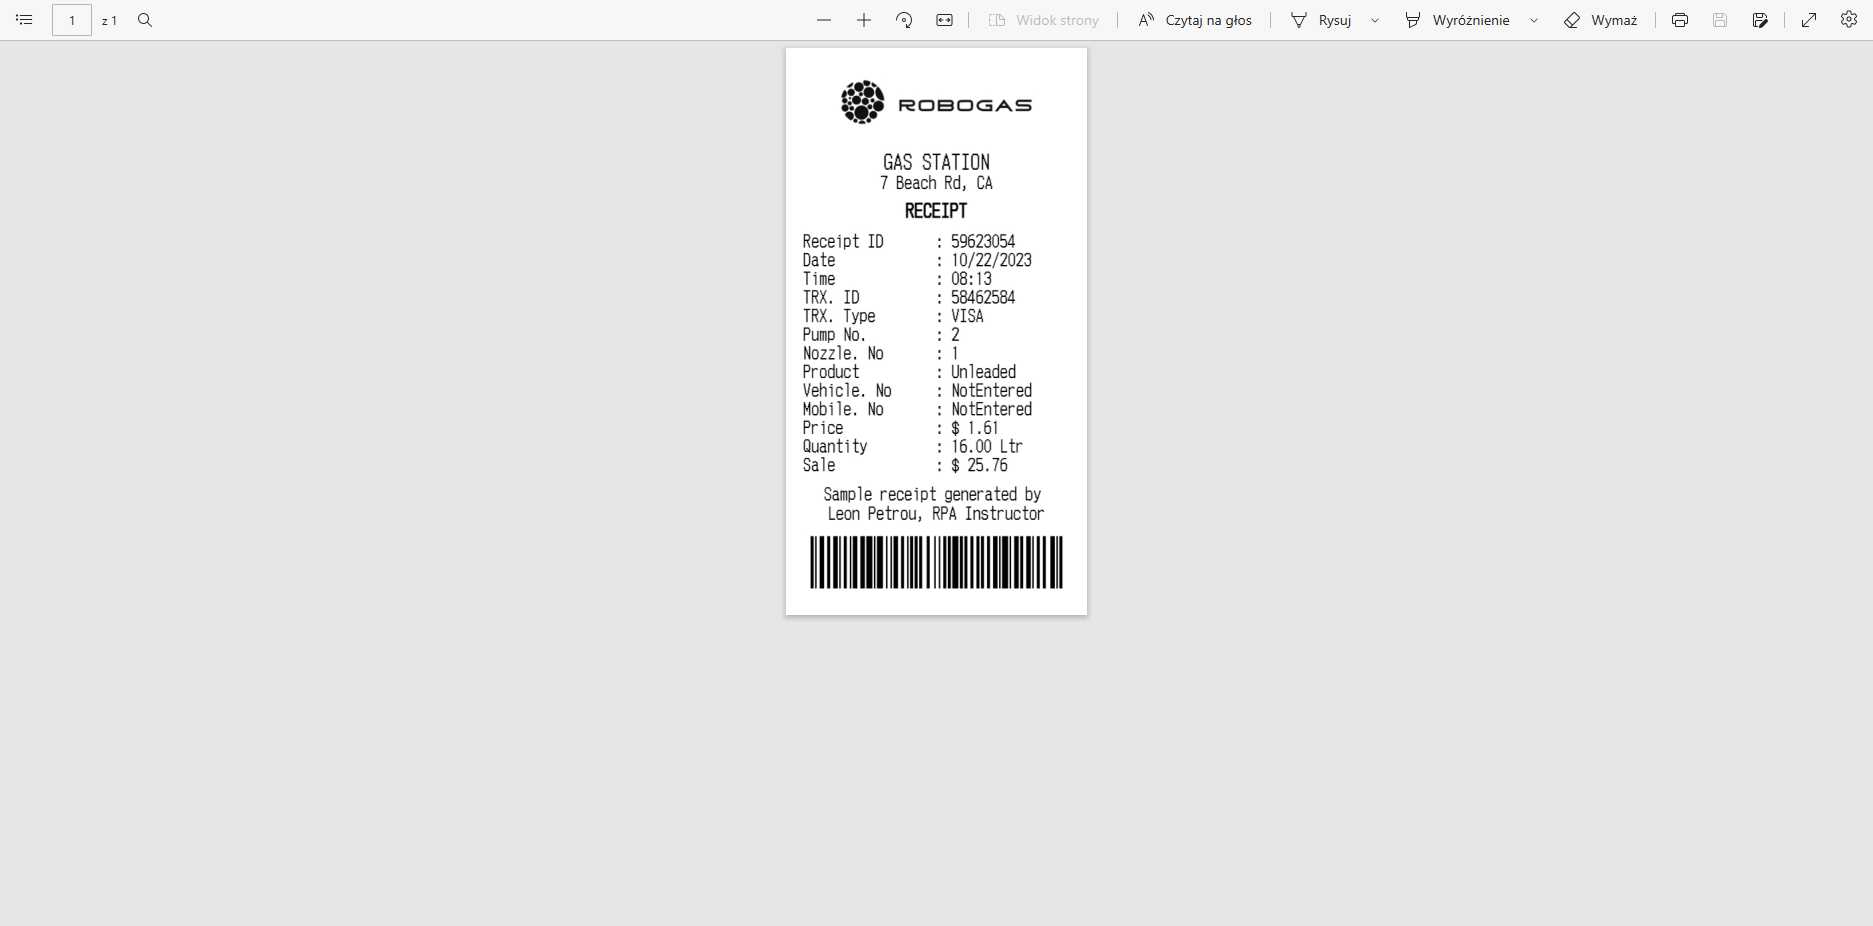 1 z 1 Widok strony Czytaj na głos Rysuj Wyróżnienie Wymaż
ROBOGAS
GAS STATION
7 Beach Rd, CA
RECEIPT
Receipt ID : 59623054
Date : 10/22/2023
Time : 08:13
TRX. ID : 58462584
TRX. Type : VISA
Pump No. : 2
Nozzle. No : 1
Product : Unleaded
Vehicle. No : NotEntered
Mobile. No : NotEntered
Price : $ 1.61
Quantity : 16.00 Ltr
Sale : $ 25.76
Sample receipt generated by
Leon Petrou, RPA Instructor